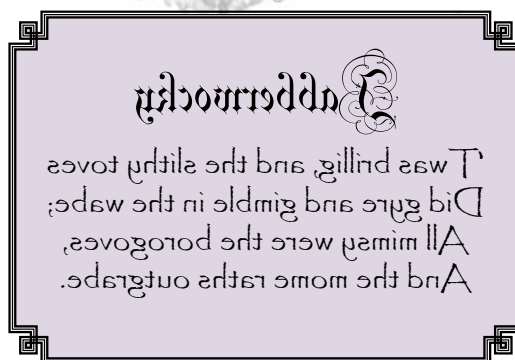 Jabberwocky
'Twas brillig, and the slithy toves
Did gyre and gimble in the wabe;
All mimsy were the borogoves,
And the mome raths outgrabe.